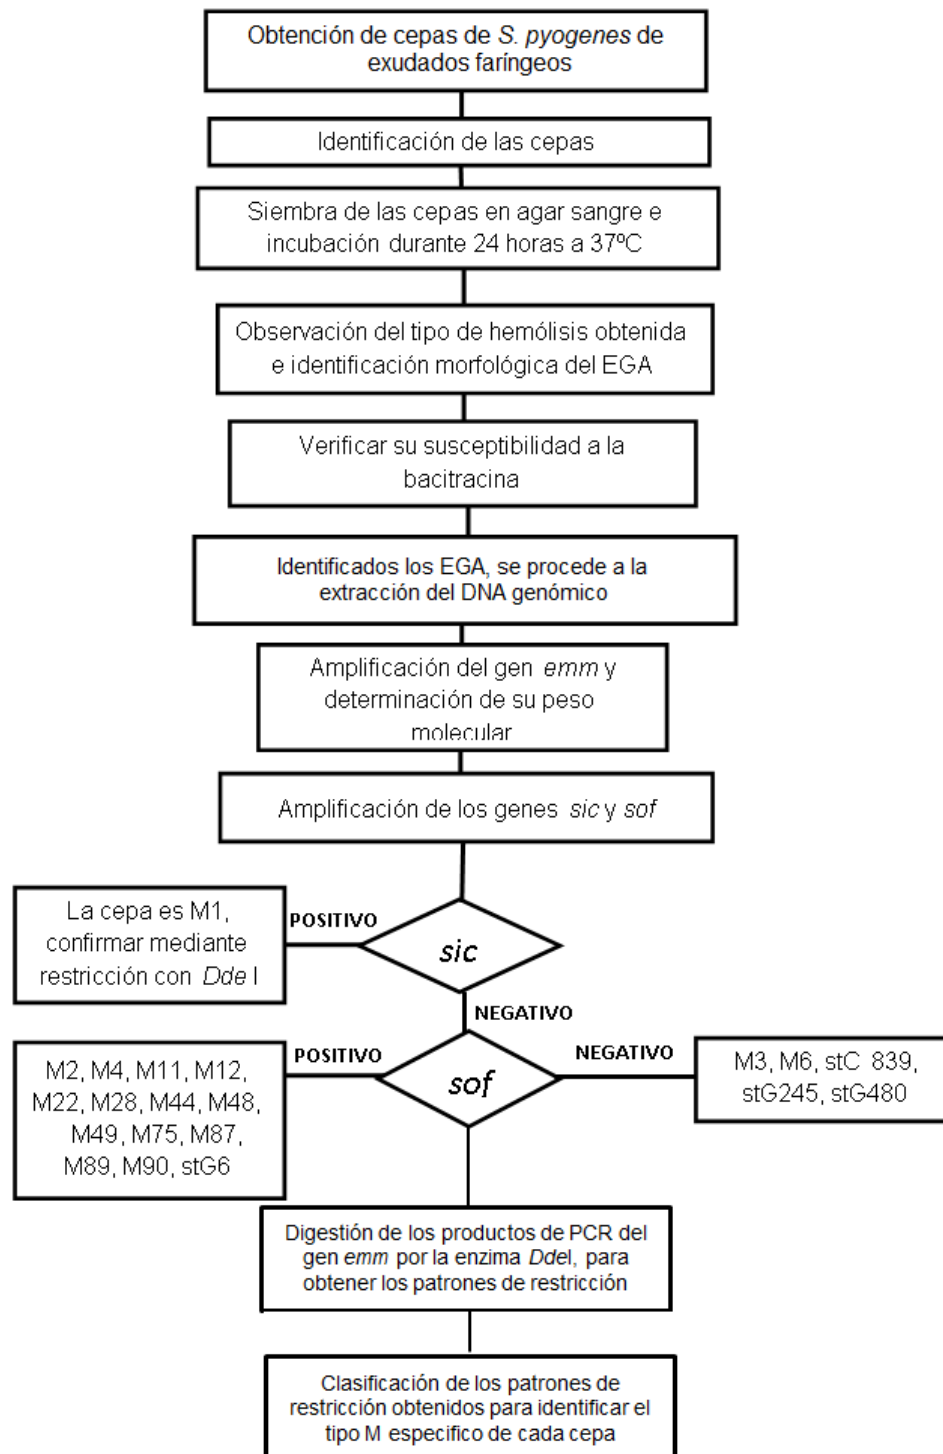 Obtención de cepas de S. pyogenes de
exudados faríngeos
Identificación de las cepas
Siembra de las cepas en agar sangre e
incubación durante 24 horas a 37ºC
Observación del tipo de hemólisis obtenida
e identificación morfológica del EGA
Verificar su susceptibilidad a la
bacitracina
Identificados los EGA, se procede a la
extracción del DNA genómico
Amplificación del gen emm y
determinación de su peso
molecular
Amplificación de los genes sic y sof
La cepa es M1,
confirmar mediante
restricción con Dde I
POSITIVO
sic
NEGATIVO
M2, M4, M11, M12,
M22, M28, M44, M48,
M49, M75, M87,
M89, M90, stG6
POSITIVO
sof
NEGATIVO
M3, M6, stC 839,
stG245, stG480
Digestión de los productos de PCR del
gen emm por la enzima DdeI, para
obtener los patrones de restricción
Clasificación de los patrones de
restricción obtenidos para identificar el
tipo M especifico de cada cepa